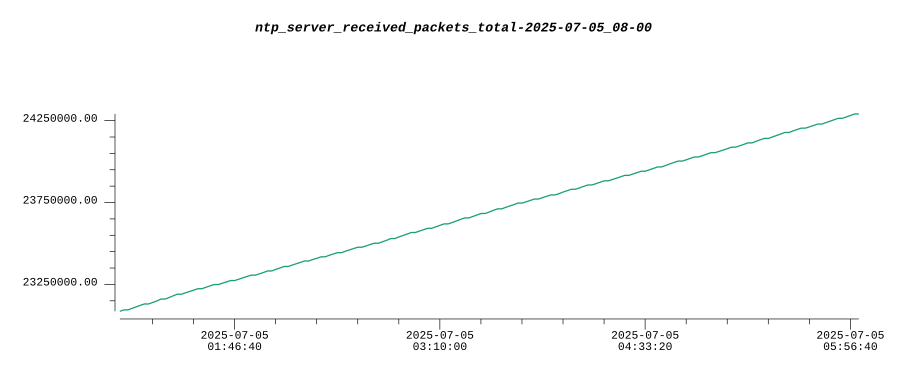 ntp_server_received_packets_total-2025-07-05_08-00
24250000.00
23750000.00
23250000.00
2025-07-05 2025-07-05 2025-07-05 2025-07-05
01:46:40 03:10:00 04:33:20 05:56:40